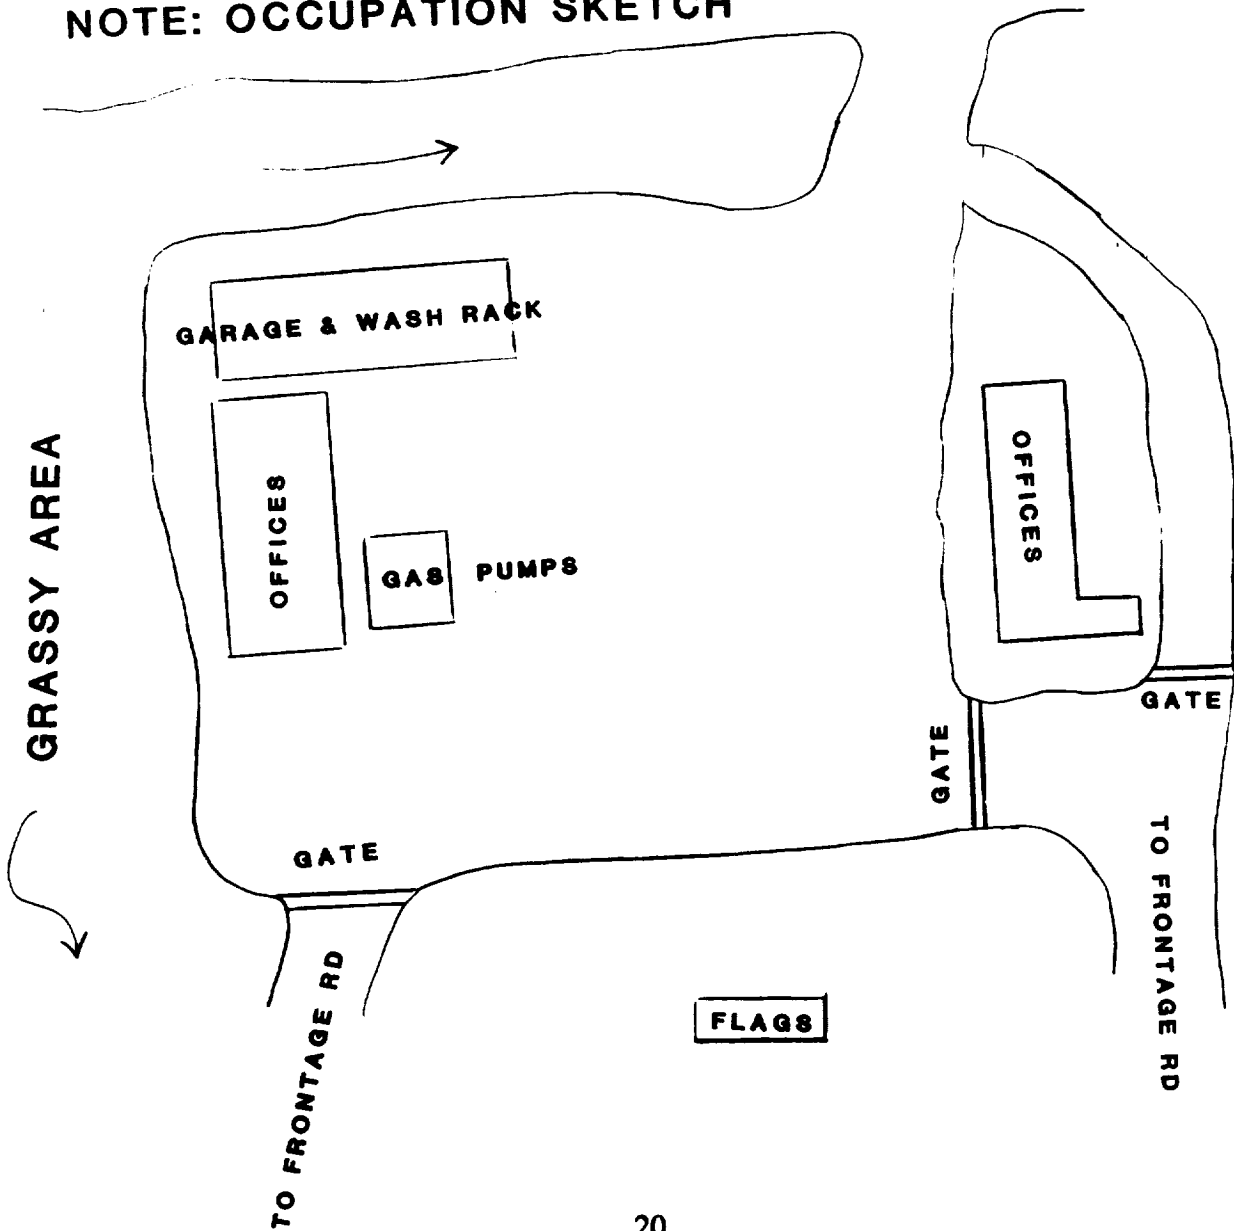 NOTE: OCCUPATION SKETCH
GARAGE & WASH RACK
OFFICES
GAS PUMPS
OFFICES
GRASSY AREA
GATE
GATE
GATE
TO FRONTAGE RD
TO FRONTAGE RD
FLAGS
20